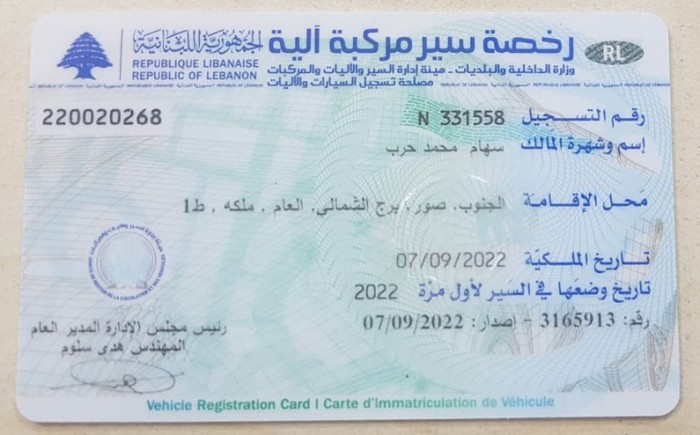 الجمهورية اللبنانية
REPUBLIQUE LIBANAISE
REPUBLIC OF LEBANON
رخصة سير مركبة آلية
RL
وزارة الداخلية والبلديات - هيئة إدارة السير والآليات والمركبات
مصلحة تسجيل السيارات والآليات
220020268
رقم التسجيل N 331558
إسم وشهرة المالك سهام محمد حرب
محل الإقامة الجنوب. صور. برج الشمالي. العام . ملكه . ط1
تاريخ الملكية 07/09/2022
تاريخ وضعها في السير لأول مرة 2022
رقم: 3165913 - إصدار: 07/09/2022
رئيس مجلس الإدارة المدير العام
المهندس هدى سلوم
Vehicle Registration Card | Carte d'Immatriculation de Véhicule